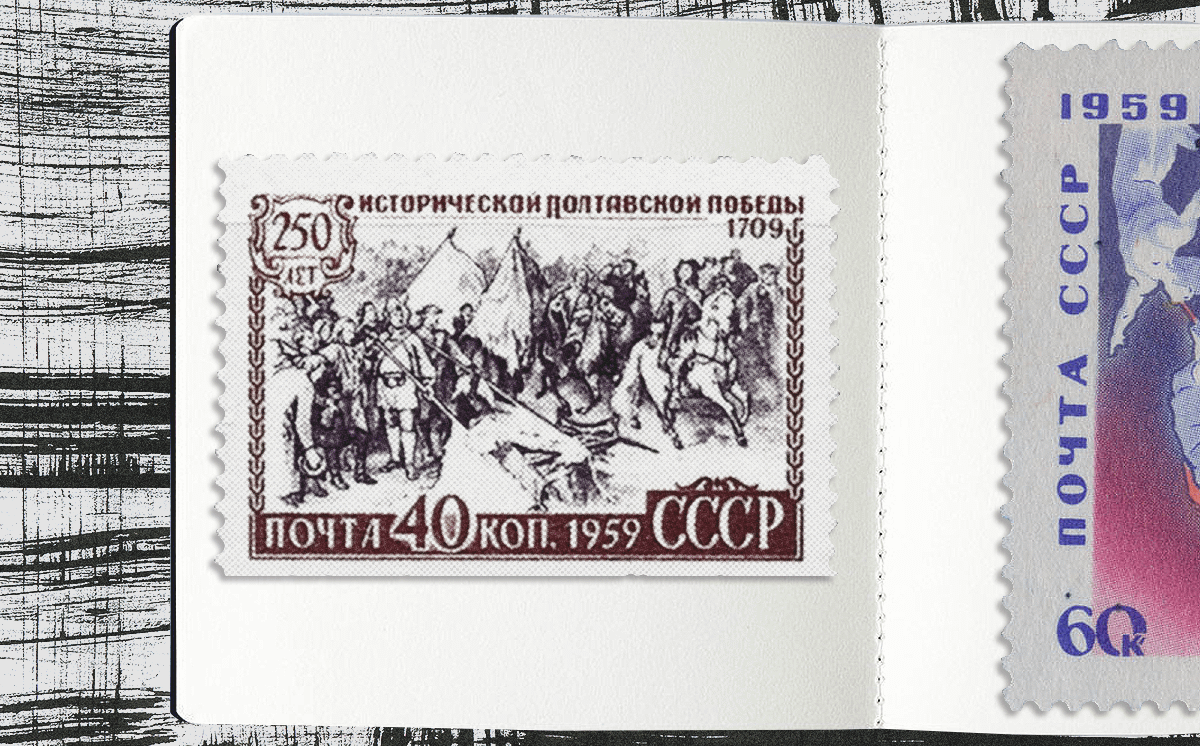 250
ЛЕТ
ИСТОРИЧЕСКОЙ ПОЛТАВСКОЙ ПОБЕДЫ
1709 г.
ПОЧТА 40 КОП. 1959 СССР
1959
ПОЧТА СССР
60к